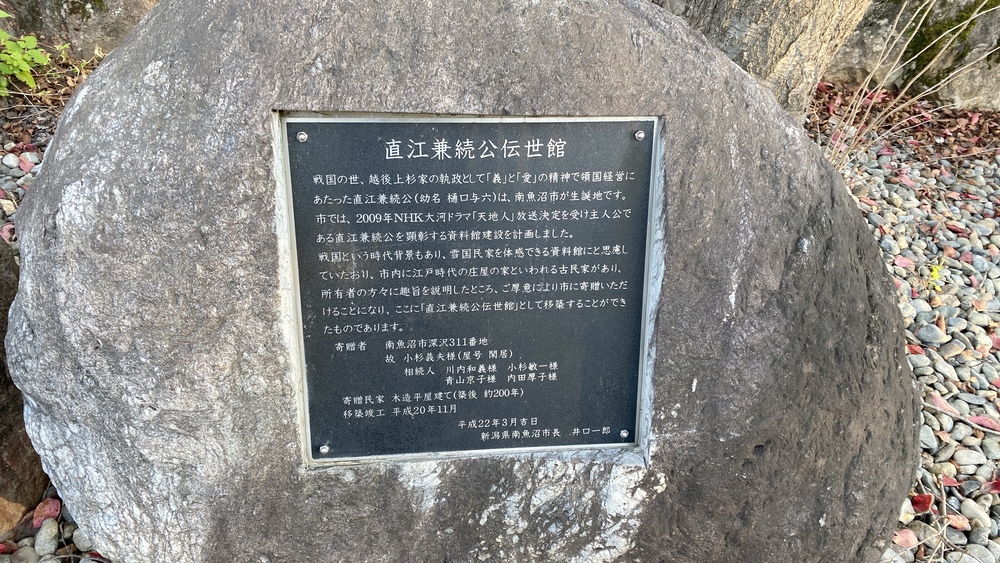 直江兼続公伝世館
戦国の世、越後上杉家の執政として「義」と「愛」の精神で領国経営に
あたった直江兼続公(幼名 樋口与六)は、南魚沼市が生誕地です。
市では、2009年NHK大河ドラマ「天地人」放送決定を受け主人公で
ある直江兼続公を顕彰する資料館建設を計画しました。
戦国という時代背景もあり、雪国民家を体感できる資料館にと思慮し
ていたおり、市内に江戸時代の庄屋の家といわれる古民家があり、
所有者の方々に趣旨を説明したところ、ご厚意により市に寄贈いただ
けることになり、ここに「直江兼続公伝世館」として移築することができ
たものであります。
寄贈者 南魚沼市深沢311番地
故 小杉義夫様(屋号 関居)
相続人 川内和義様 小杉敏一様
青山京子様 内田厚子様
寄贈民家 木造平屋建て(築後 約200年)
移築竣工 平成20年11月
平成22年3月吉日
新潟県南魚沼市長 井口一郎